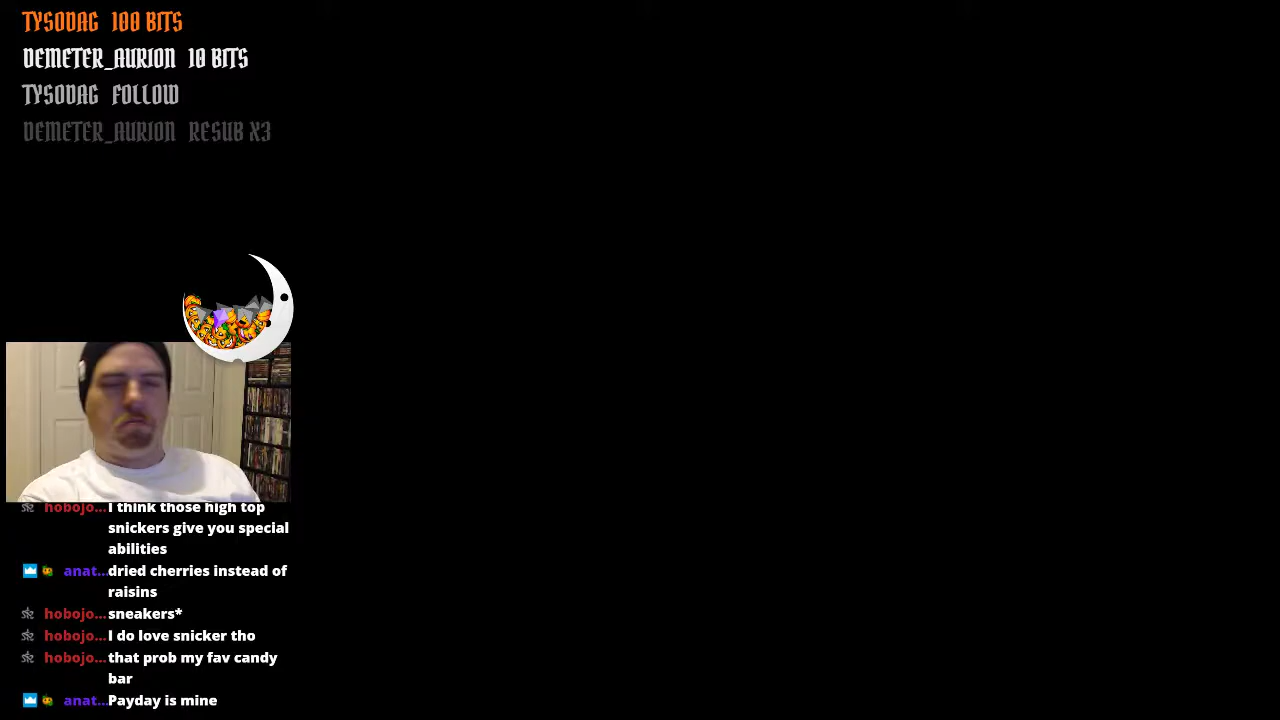 TYSODAG 100 BITS
DEMETER_AURION 10 BITS
TYSODAG FOLLOW
DEMETER_AURION RESUB X3
hobojo... I think those high top
snickers give you special
abilities
anat... dried cherries instead of
raisins
hobojo... sneakers*
hobojo... I do love snicker tho
hobojo... that prob my fav candy
bar
anat... Payday is mine